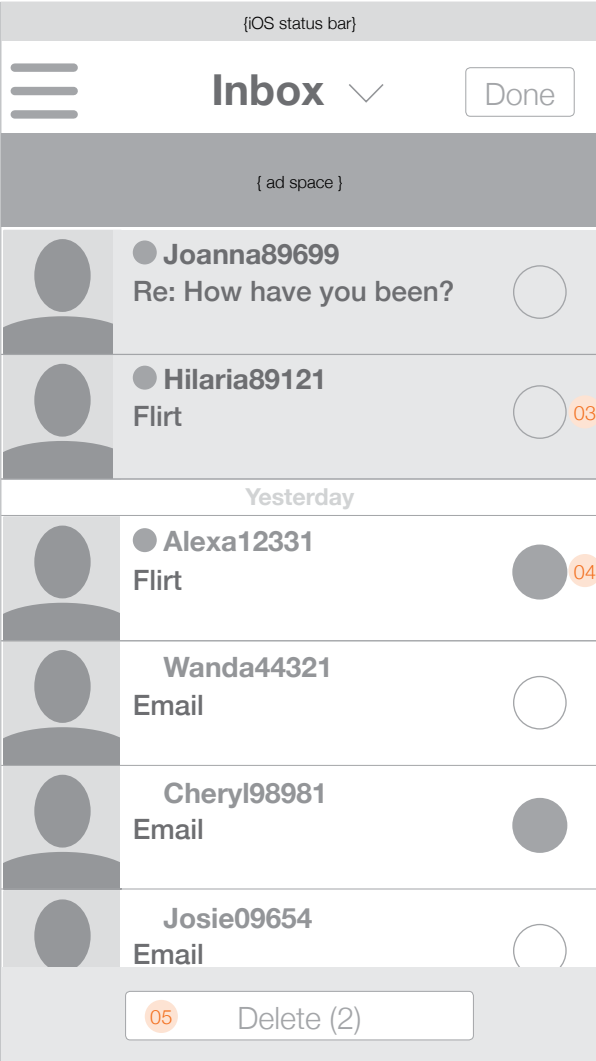 {iOS status bar}
Inbox
Done
{ ad space }
Joanna89699
Re: How have you been?
Hilaria89121
Flirt
03
Yesterday
Alexa12331
Flirt
04
Wanda44321
Email
Cheryl98981
Email
Josie09654
Email
05
Delete (2)